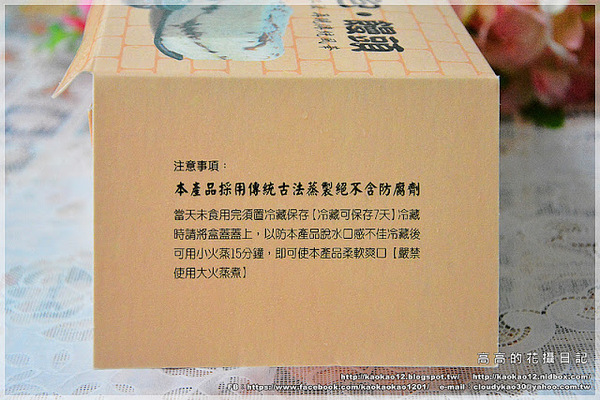 饅頭
注意事項：
本產品採用傳統古法蒸製絕不含防腐劑
當天未食用完須置冷藏保存【冷藏可保存7天】冷藏
時請將盒蓋蓋上，以防本產品脫水口感不佳冷藏後
可用小火蒸15分鐘，即可使本產品柔軟爽口【嚴禁
使用大火蒸煮】
高高的花攝日記
http://kaokao12.blogspot.tw http://kaokao12.nidbox.com/
FB：https://www.facebook.com/kaokaokao1201/ e-mail：cloudykao30@yahoo.com.tw